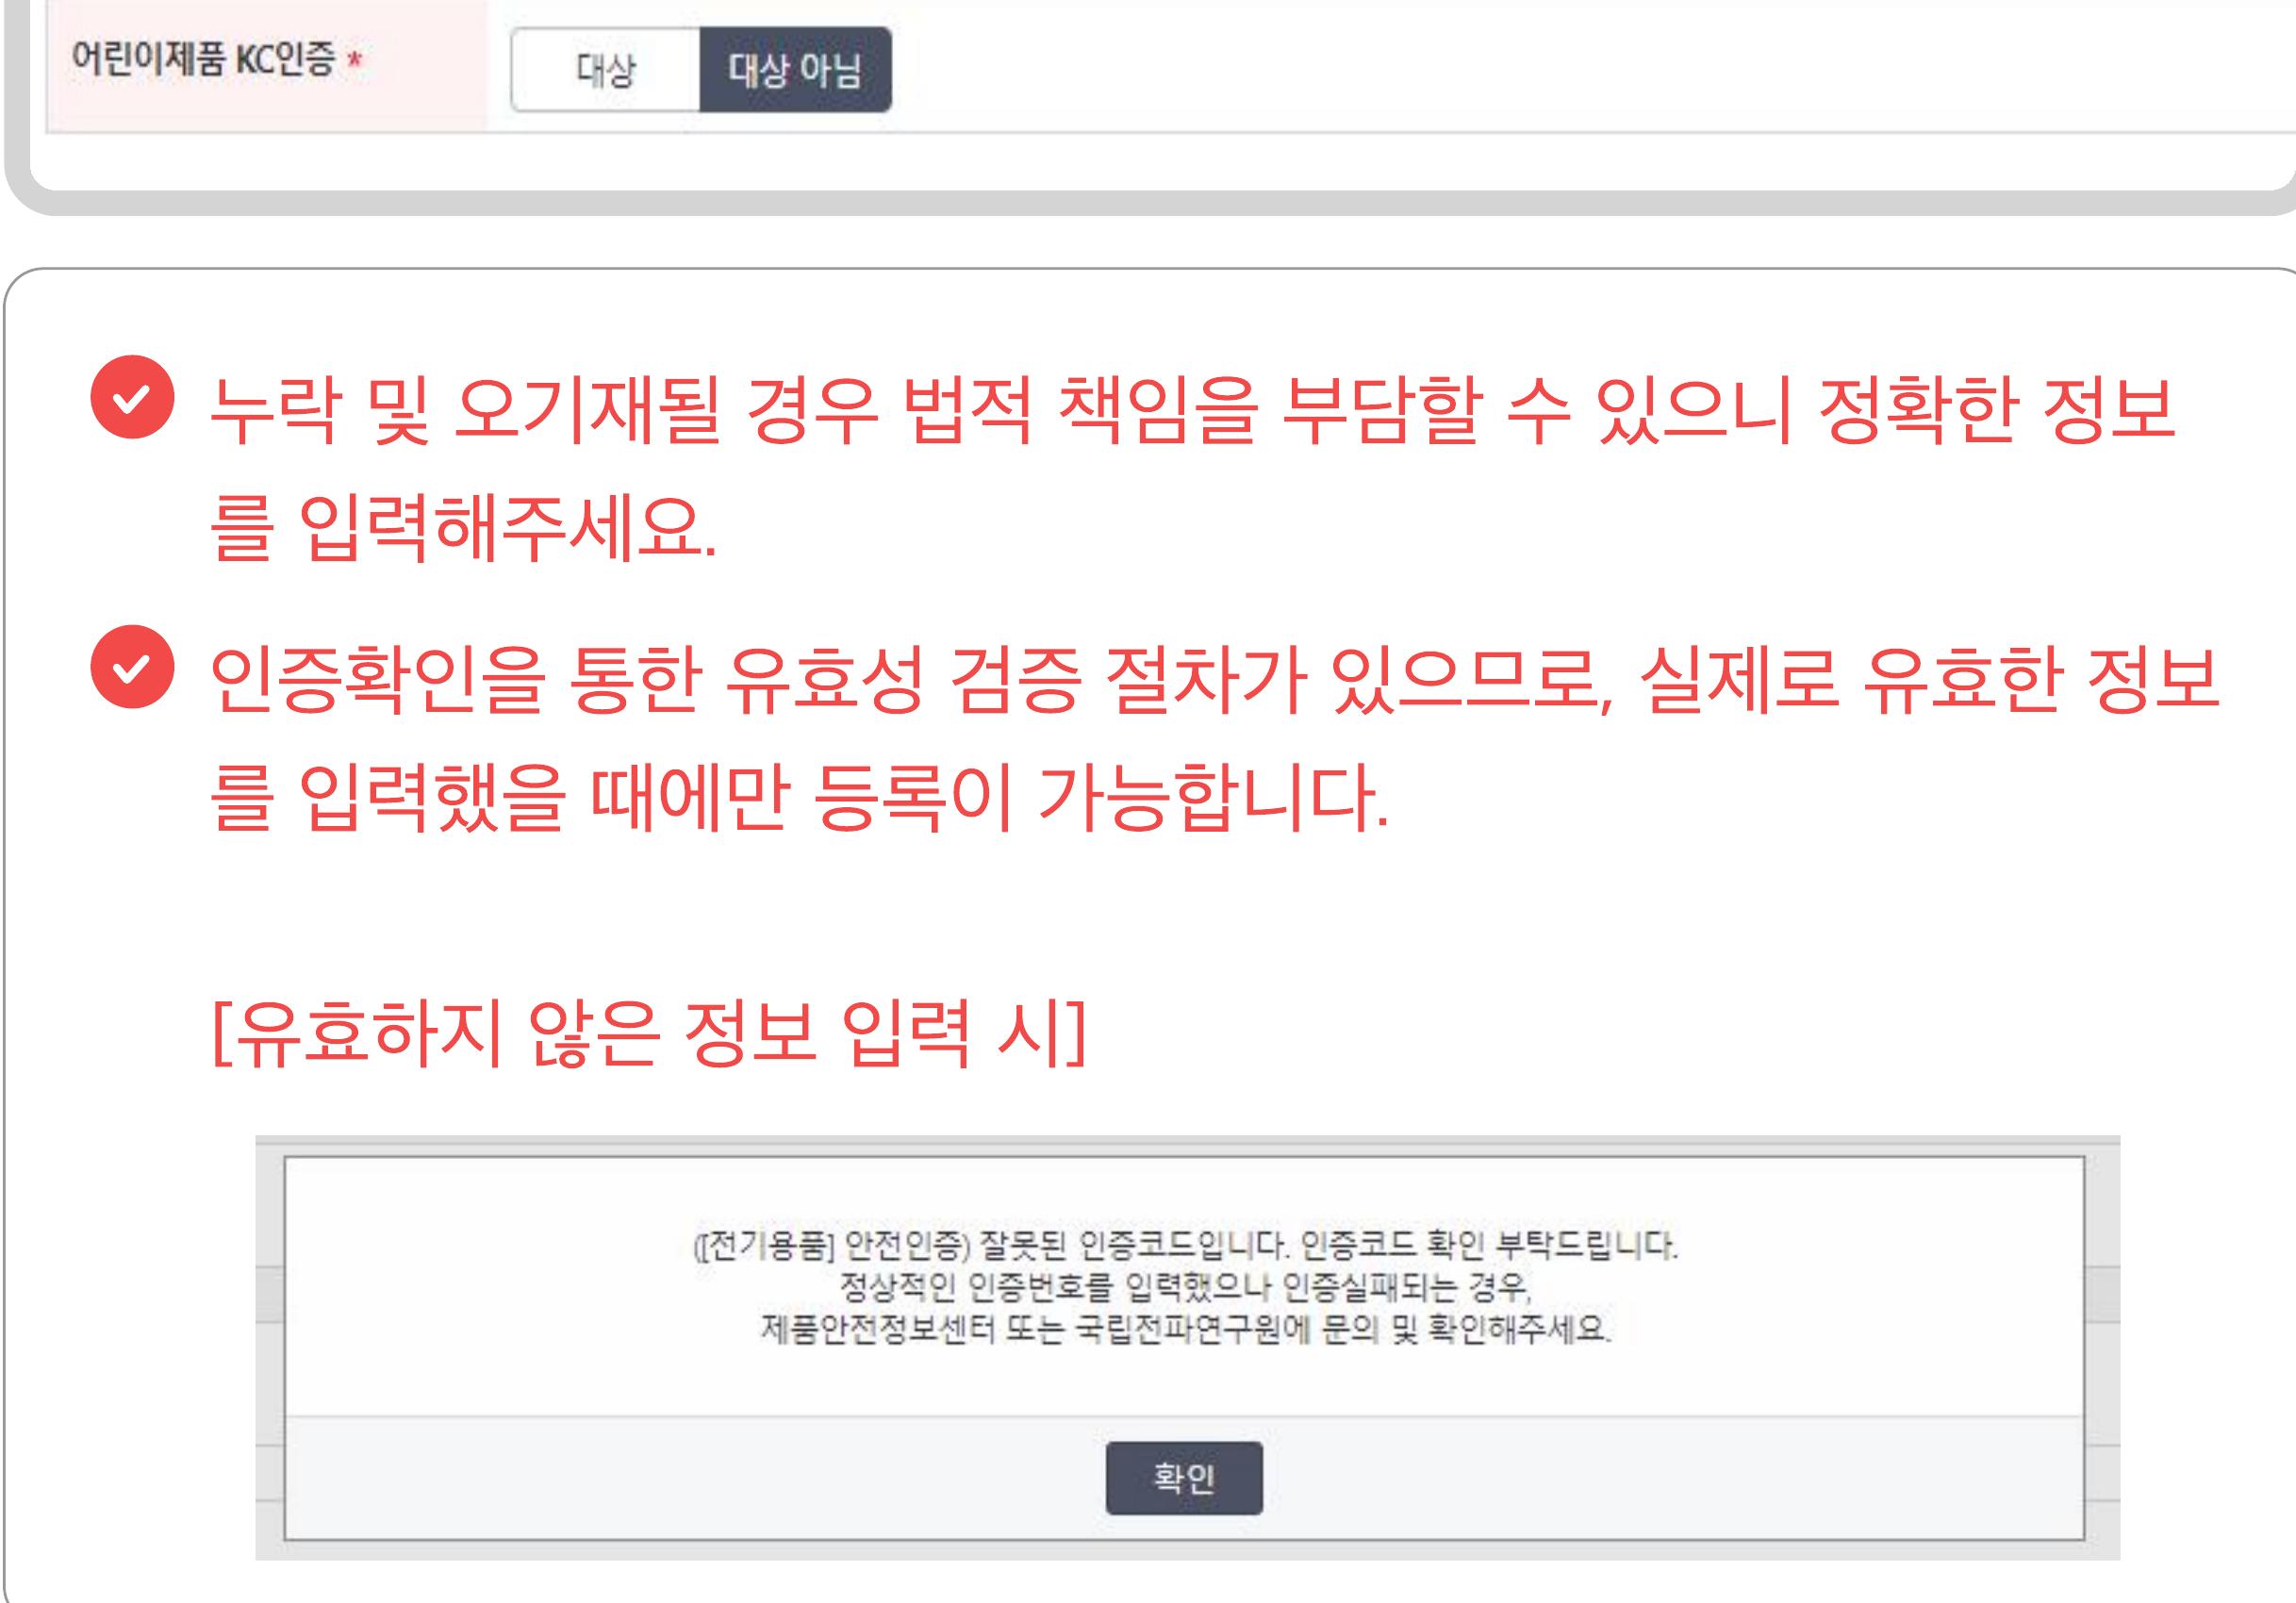 어린이제품 KC인증 *
대상 대상 아님
누락 및 오기재될 경우 법적 책임을 부담할 수 있으니 정확한 정보
를 입력해주세요.
인증확인을 통한 유효성 검증 절차가 있으므로, 실제로 유효한 정보
를 입력했을 때에만 등록이 가능합니다.
[유효하지 않은 정보 입력 시]
([전기용품] 안전인증) 잘못된 인증코드입니다. 인증코드 확인 부탁드립니다.
정상적인 인증번호를 입력했으나 인증실패되는 경우,
제품안전정보센터 또는 국립전파연구원에 문의 및 확인해주세요.
확인